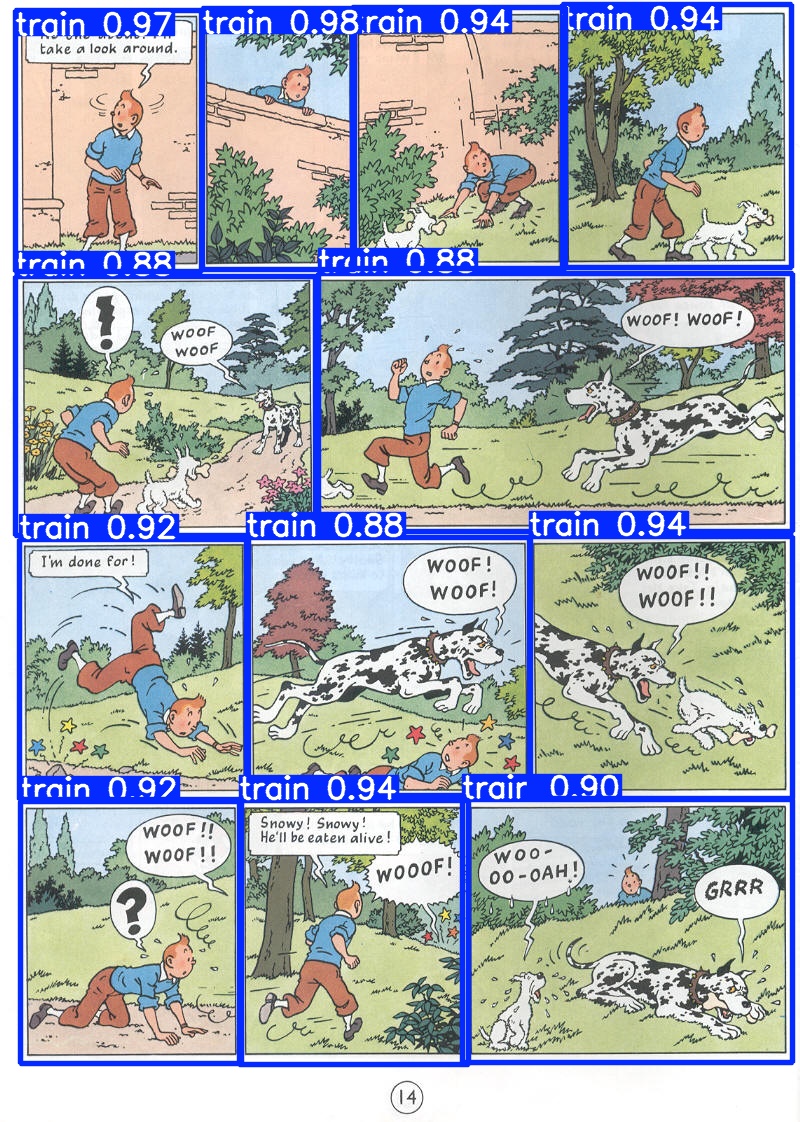 train 0.97
train 0.98
train 0.94
train 0.94
take a look around.
train 0.88
train 0.88
!
WOOF
WOOF
WOOF! WOOF!
train 0.92
train 0.88
train 0.94
I'm done for!
WOOF!
WOOF!
WOOF!!
WOOF!!
train 0.92
train 0.94
train 0.90
WOOF!!
WOOF!!
?
Snowy! Snowy!
He'll be eaten alive!
WOOOF!
WOO-
OO-OAH!
GRRR
14